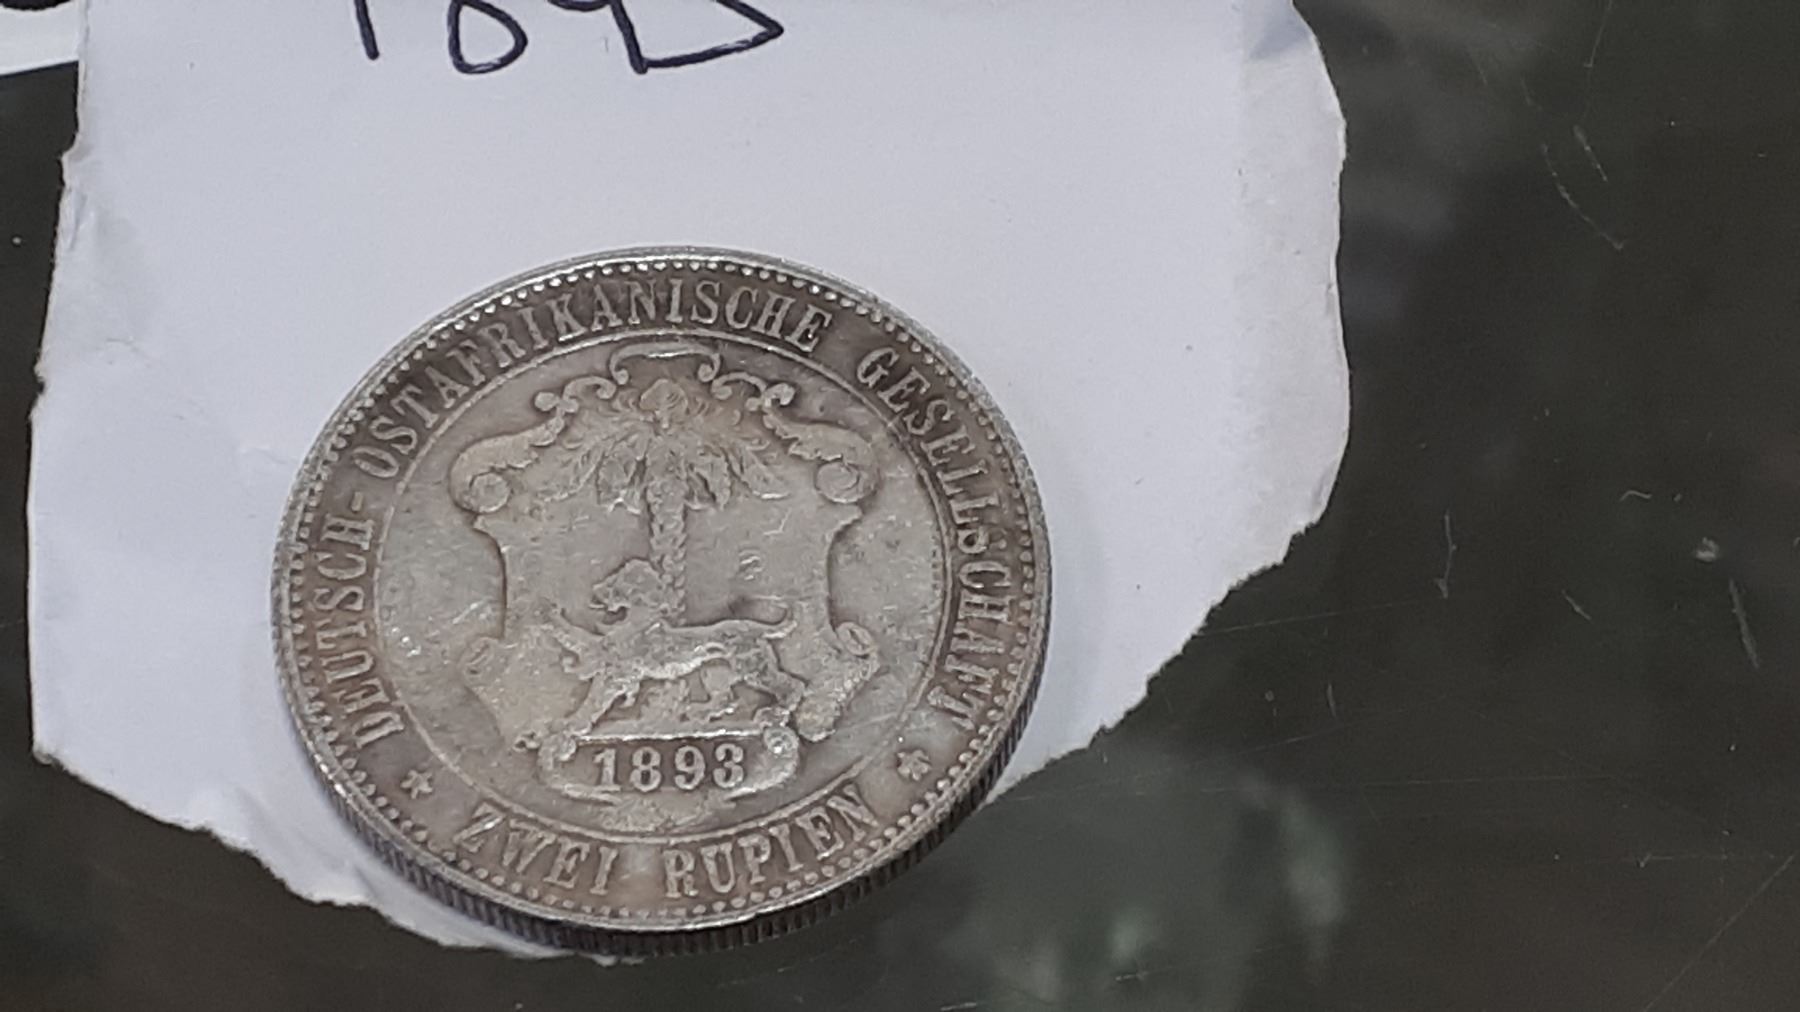 DEUTSCH-OSTAFRIKANISCHE GESELLSCHAFT
1893
* ZWEI RUPIEN *